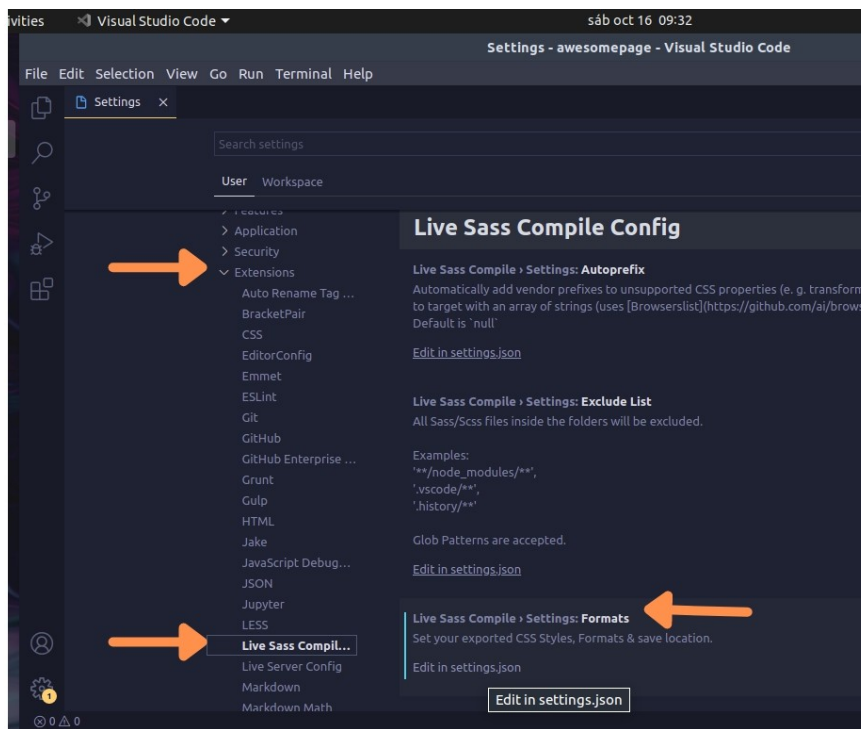 ivities
Visual Studio Code
sáb oct 16 09:32
Settings - awesomepage - Visual Studio Code
File Edit Selection View Go Run Terminal Help
Settings
Search settings
User Workspace
Features
Application
Security
Extensions
Auto Rename Tag ...
BracketPair
CSS
EditorConfig
Emmet
ESLint
Git
GitHub
GitHub Enterprise ...
Grunt
Gulp
HTML
Jake
JavaScript Debug...
JSON
Jupyter
LESS
Live Sass Compil...
Live Server Config
Markdown
Markdown Math
Live Sass Compile Config
Live Sass Compile › Settings: Autoprefix
Automatically add vendor prefixes to unsupported CSS properties (e. g. transform
to target with an array of strings (uses [Browserslist](https://github.com/ai/brows
Default is `null`
Edit in settings.json
Live Sass Compile › Settings: Exclude List
All Sass/Scss files inside the folders will be excluded.
Examples:
'**/node_modules/**',
'.vscode/**',
'.history/**'
Glob Patterns are accepted.
Edit in settings.json
Live Sass Compile › Settings: Formats
Set your exported CSS Styles, Formats & save location.
Edit in settings.json
Edit in settings.json
1
0 0